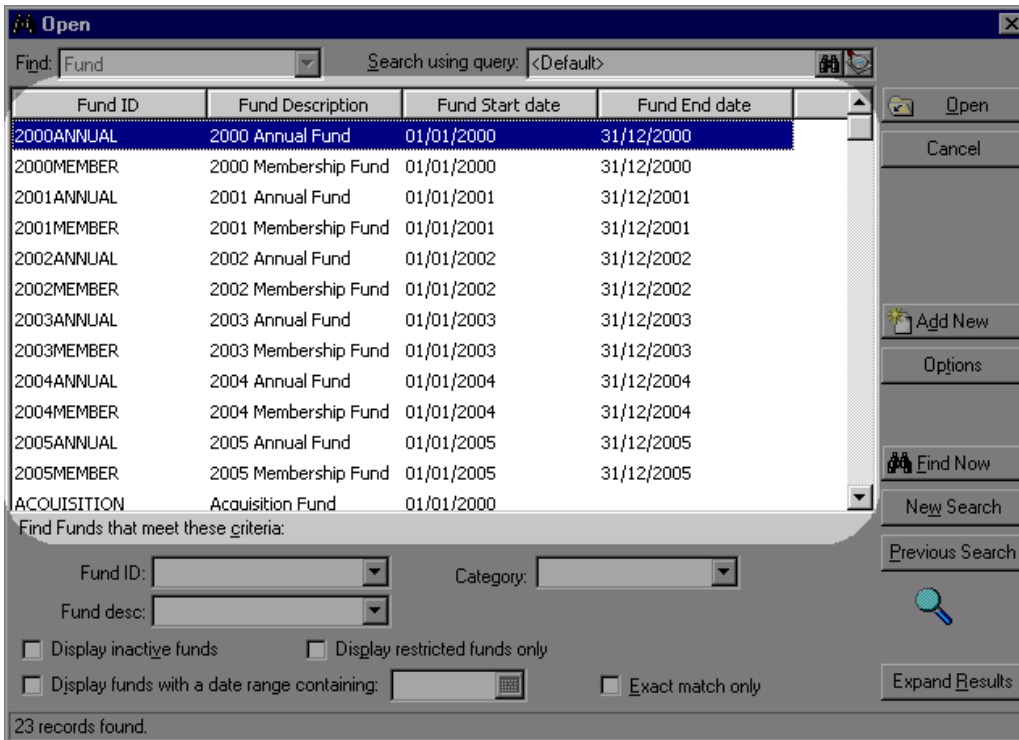 Open
Find: Fund Search using query: <Default>
Fund ID Fund Description Fund Start date Fund End date
Open
2000ANNUAL 2000 Annual Fund 01/01/2000 31/12/2000
Cancel
2000MEMBER 2000 Membership Fund 01/01/2000 31/12/2000
2001ANNUAL 2001 Annual Fund 01/01/2001 31/12/2001
2001MEMBER 2001 Membership Fund 01/01/2001 31/12/2001
2002ANNUAL 2002 Annual Fund 01/01/2002 31/12/2002
2002MEMBER 2002 Membership Fund 01/01/2002 31/12/2002
2003ANNUAL 2003 Annual Fund 01/01/2003 31/12/2003
Add New
2003MEMBER 2003 Membership Fund 01/01/2003 31/12/2003
Options
2004ANNUAL 2004 Annual Fund 01/01/2004 31/12/2004
2004MEMBER 2004 Membership Fund 01/01/2004 31/12/2004
2005ANNUAL 2005 Annual Fund 01/01/2005 31/12/2005
Find Now
2005MEMBER 2005 Membership Fund 01/01/2005 31/12/2005
ACQUISITION Acquisition Fund 01/01/2000
New Search
Find Funds that meet these criteria:
Previous Search
Fund ID: Category:
Fund desc:
Display inactive funds Display restricted funds only
Display funds with a date range containing: Exact match only
Expand Results
23 records found.